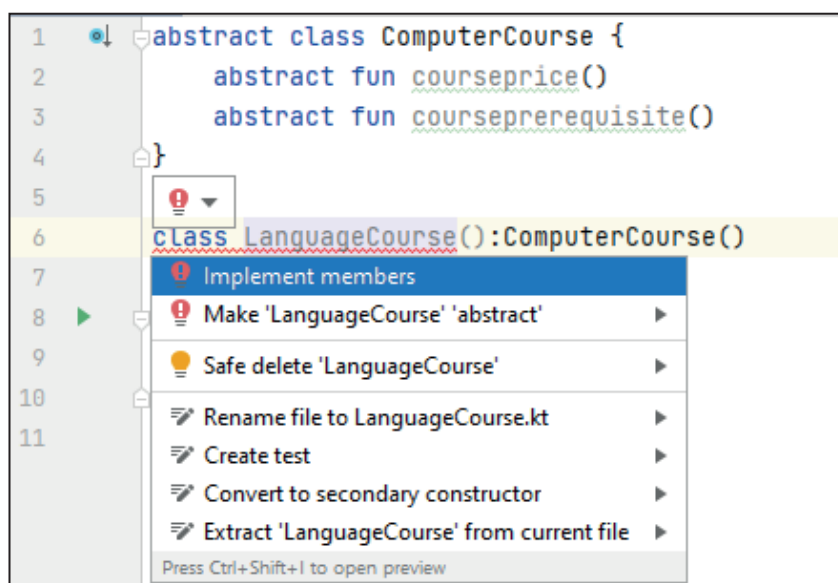 1 abstract class ComputerCourse {
2 abstract fun courseprice()
3 abstract fun courseprerequisite()
4 }
5
6 class LanguageCourse():ComputerCourse()
7 Implement members
8 Make 'LanguageCourse' 'abstract'
9 Safe delete 'LanguageCourse'
10 Rename file to LanguageCourse.kt
11 Create test
Convert to secondary constructor
Extract 'LanguageCourse' from current file
Press Ctrl+Shift+I to open preview